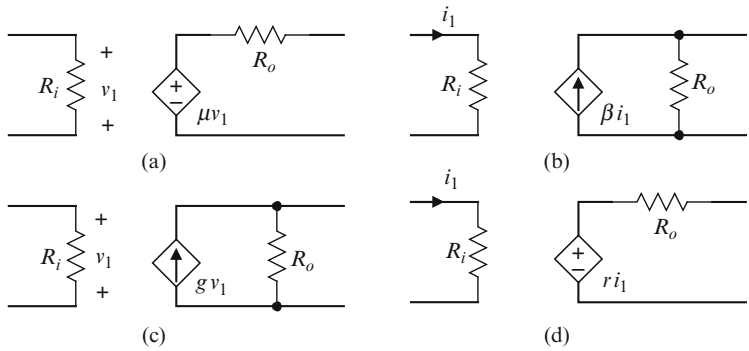 +
R_i
v_1
+
+
−
μv_1
R_o
(a)
i_1
R_i
βi_1
R_o
(b)
+
R_i
v_1
+
gv_1
R_o
(c)
i_1
R_i
+
−
ri_1
R_o
(d)